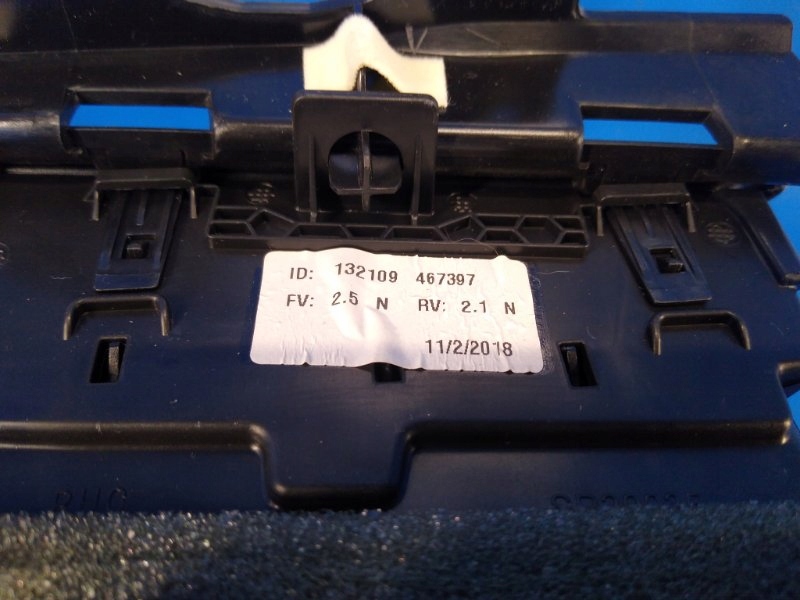 ID: 132109 467397
FV: 2.5 N RV: 2.1 N
11/2/2018